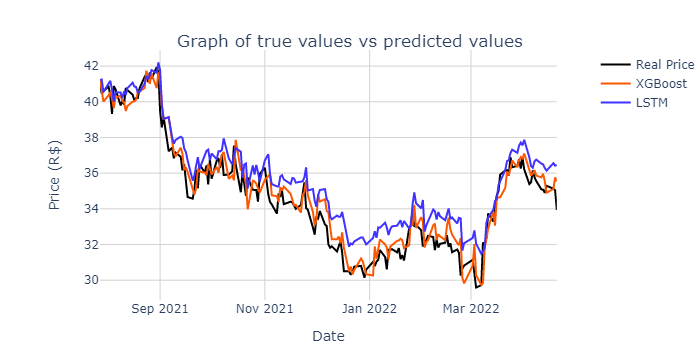 Graph of true values vs predicted values
Real Price
XGBoost
LSTM
42
40
38
36
34
32
30
Price (R$)
Sep 2021
Nov 2021
Jan 2022
Mar 2022
Date